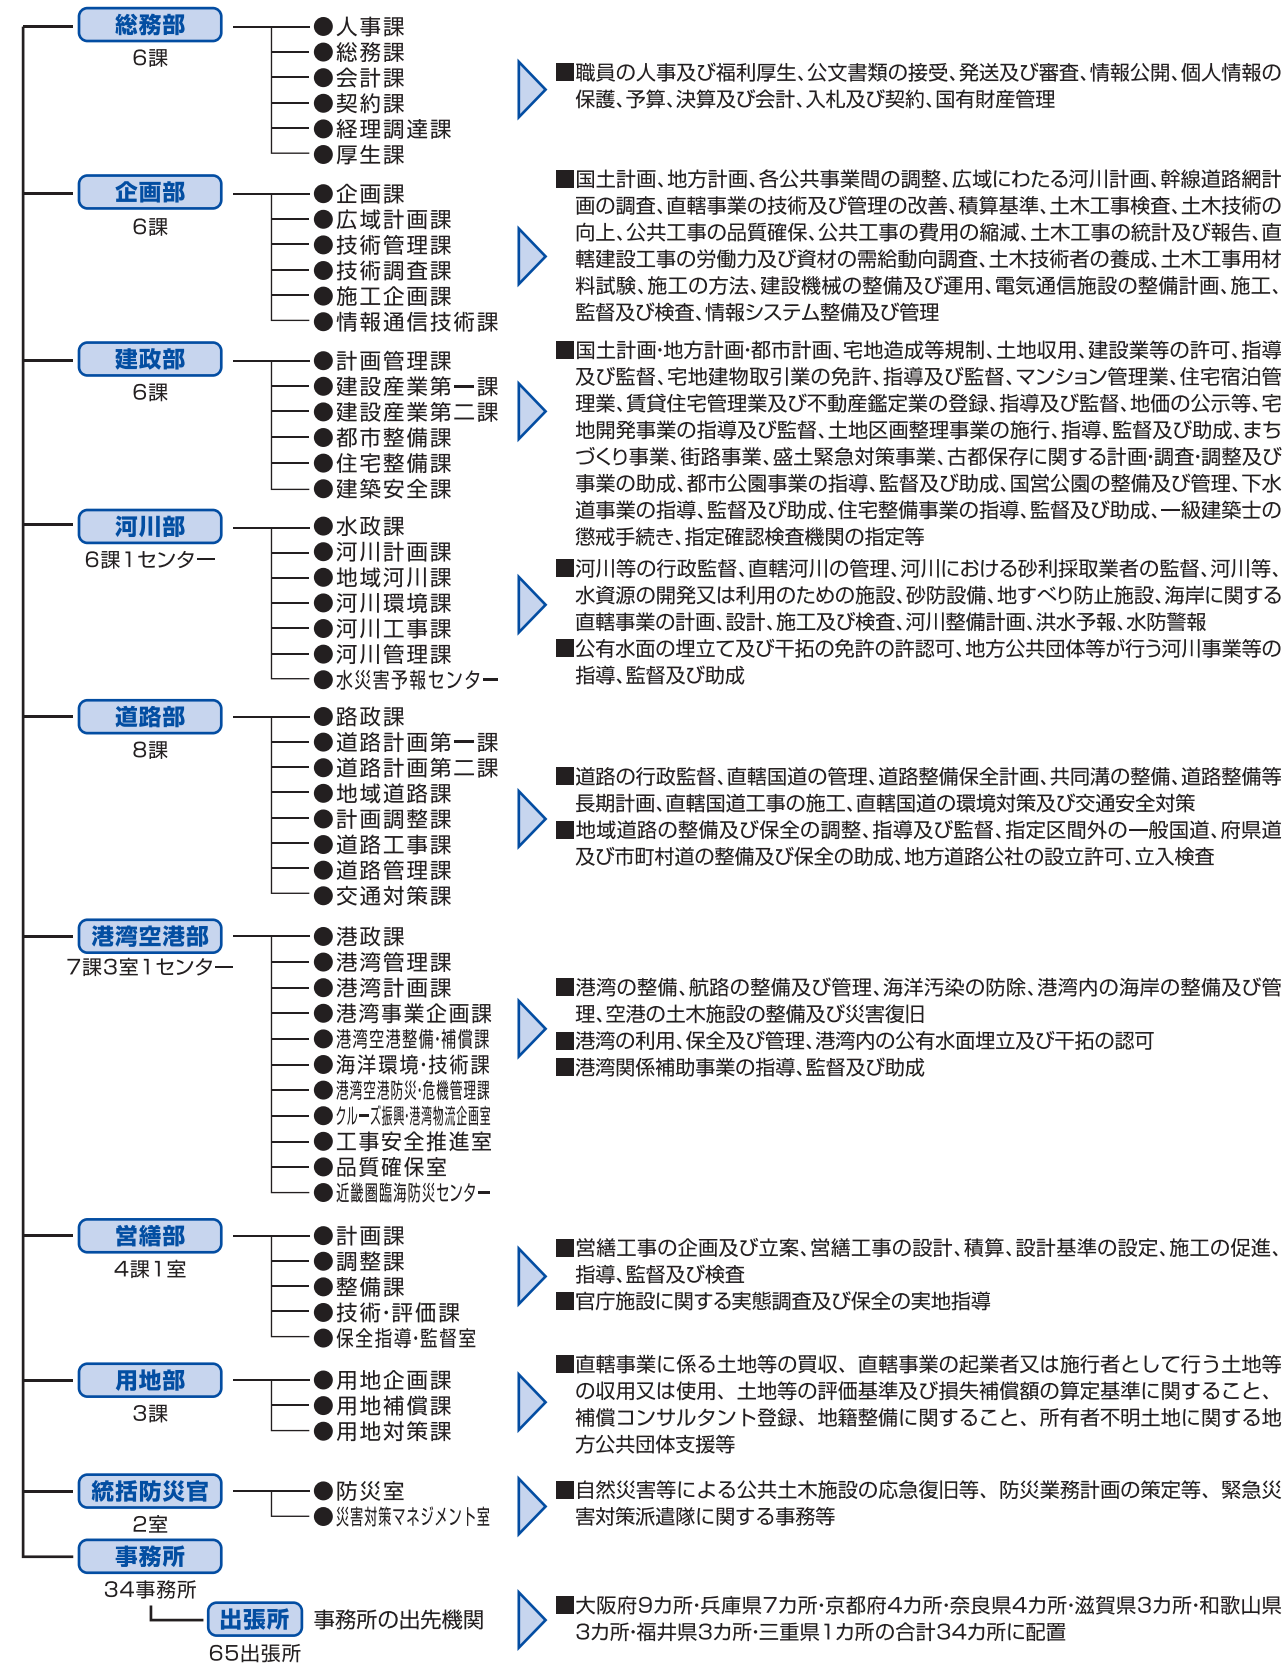 総務部
6課
●人事課
●総務課
●会計課
●契約課
●経理調達課
●厚生課
■職員の人事及び福利厚生、公文書類の接受、発送及び審査、情報公開、個人情報の
保護、予算、決算及び会計、入札及び契約、国有財産管理
企画部
6課
●企画課
●広域計画課
●技術管理課
●技術調査課
●施工企画課
●情報通信技術課
■国土計画、地方計画、各公共事業間の調整、広域にわたる河川計画、幹線道路網計
画の調査、直轄事業の技術及び管理の改善、積算基準、土木工事検査、土木技術の
向上、公共工事の品質確保、公共工事の費用の縮減、土木工事の統計及び報告、直
轄建設工事の労働力及び資材の需給動向調査、土木技術者の養成、土木工事用材
料試験、施工の方法、建設機械の整備及び運用、電気通信施設の整備計画、施工、
監督及び検査、情報システム整備及び管理
建政部
6課
●計画管理課
●建設産業第一課
●建設産業第二課
●都市整備課
●住宅整備課
●建築安全課
■国土計画・地方計画・都市計画、宅地造成等規制、土地収用、建設業等の許可、指導
及び監督、宅地建物取引業の免許、指導及び監督、マンション管理業、住宅宿泊管
理業、賃貸住宅管理業及び不動産鑑定業の登録、指導及び監督、地価の公示等、宅
地開発事業の指導及び監督、土地区画整理事業の施行、指導、監督及び助成、まち
づくり事業、街路事業、盛土緊急対策事業、古都保存に関する計画・調査・調整及び
事業の助成、都市公園事業の指導、監督及び助成、国営公園の整備及び管理、下水
道事業の指導、監督及び助成、住宅整備事業の指導、監督及び助成、一級建築士の
懲戒手続き、指定確認検査機関の指定等
河川部
6課1センター
●水政課
●河川計画課
●地域河川課
●河川環境課
●河川工事課
●河川管理課
●水災害予報センター
■河川等の行政監督、直轄河川の管理、河川における砂利採取業者の監督、河川等、
水資源の開発又は利用のための施設、砂防設備、地すべり防止施設、海岸に関する
直轄事業の計画、設計、施工及び検査、河川整備計画、洪水予報、水防警報
■公有水面の埋立て及び干拓の免許の許認可、地方公共団体等が行う河川事業等の
指導、監督及び助成
道路部
8課
●路政課
●道路計画第一課
●道路計画第二課
●地域道路課
●計画調整課
●道路工事課
●道路管理課
●交通対策課
■道路の行政監督、直轄国道の管理、道路整備保全計画、共同溝の整備、道路整備等
長期計画、直轄国道工事の施工、直轄国道の環境対策及び交通安全対策
■地域道路の整備及び保全の調整、指導及び監督、指定区間外の一般国道、府県道
及び市町村道の整備及び保全の助成、地方道路公社の設立許可、立入検査
港湾空港部
7課3室1センター
●港政課
●港湾管理課
●港湾計画課
●港湾事業企画課
●港湾空港整備・補償課
●海洋環境・技術課
●港湾空港防災・危機管理課
●クルーズ振興・港湾物流企画室
●工事安全推進室
●品質確保室
●近畿圏臨海防災センター
■港湾の整備、航路の整備及び管理、海洋汚染の防除、港湾内の海岸の整備及び管
理、空港の土木施設の整備及び災害復旧
■港湾の利用、保全及び管理、港湾内の公有水面埋立及び干拓の認可
■港湾関係補助事業の指導、監督及び助成
営繕部
4課1室
●計画課
●調整課
●整備課
●技術・評価課
●保全指導・監督室
■営繕工事の企画及び立案、営繕工事の設計、積算、設計基準の設定、施工の促進、
指導、監督及び検査
■官庁施設に関する実態調査及び保全の実地指導
用地部
3課
●用地企画課
●用地補償課
●用地対策課
■直轄事業に係る土地等の買収、直轄事業の起業者又は施行者として行う土地等
の収用又は使用、土地等の評価基準及び損失補償額の算定基準に関すること、
補償コンサルタント登録、地籍整備に関すること、所有者不明土地に関する地
方公共団体支援等
統括防災官
2室
●防災室
●災害対策マネジメント室
■自然災害等による公共土木施設の応急復旧等、防災業務計画の策定等、緊急災
害対策派遣隊に関する事務等
事務所
34事務所
出張所
65出張所
事務所の出先機関
■大阪府9カ所・兵庫県7カ所・京都府4カ所・奈良県4カ所・滋賀県3カ所・和歌山県
3カ所・福井県3カ所・三重県1カ所の合計34カ所に配置